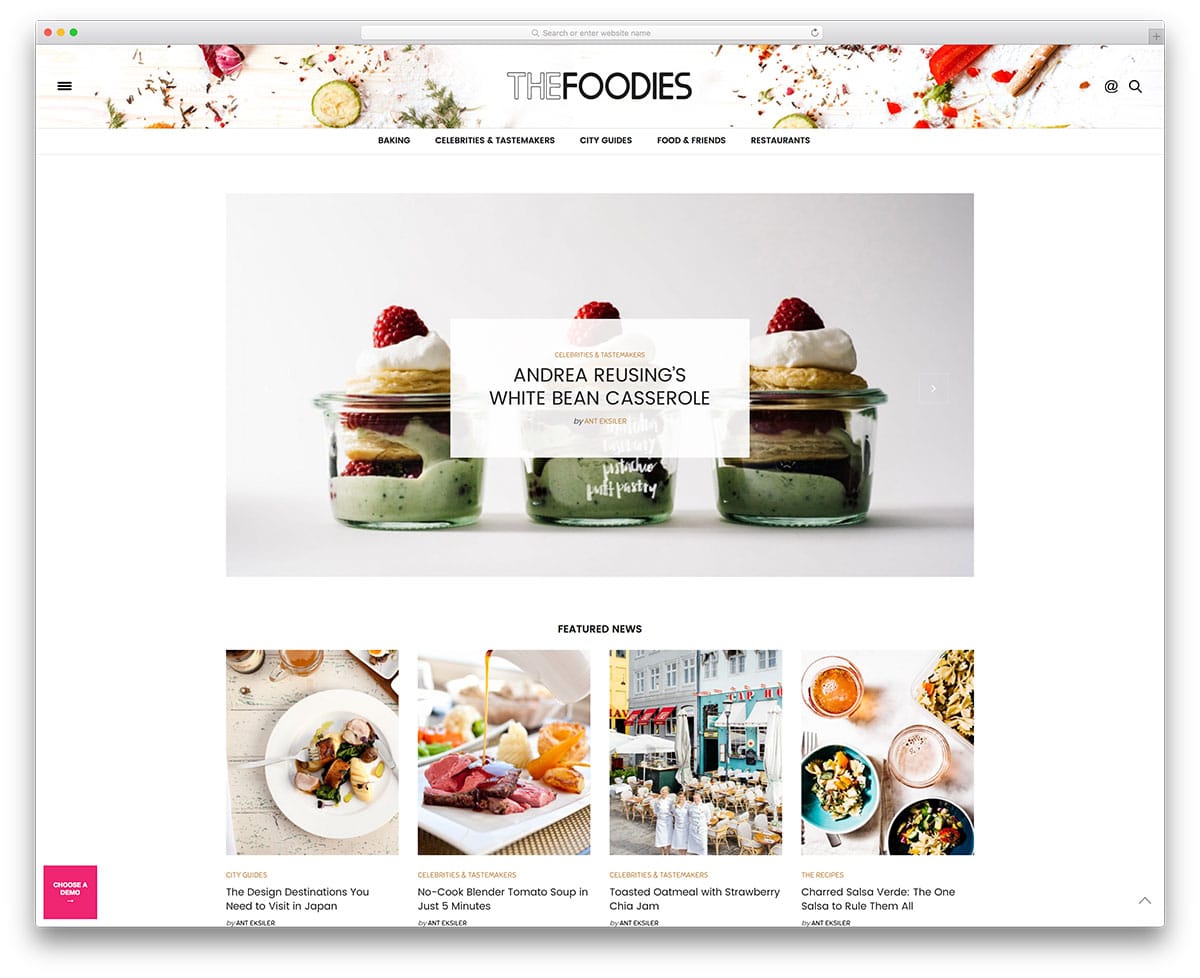 Search or enter website name
THEFOODIES
@
BAKING CELEBRITIES & TASTEMAKERS CITY GUIDES FOOD & FRIENDS RESTAURANTS
CELEBRITIES & TASTEMAKERS
ANDREA REUSING'S
WHITE BEAN CASSEROLE
by ANT EKSILER
matcha
raspberry
pistachio
puff pastry
FEATURED NEWS
CITY GUIDES
The Design Destinations You
Need to Visit in Japan
by ANT EKSILER
CELEBRITIES & TASTEMAKERS
No-Cook Blender Tomato Soup in
Just 5 Minutes
by ANT EKSILER
CELEBRITIES & TASTEMAKERS
Toasted Oatmeal with Strawberry
Chia Jam
by ANT EKSILER
THE RECIPES
Charred Salsa Verde: The One
Salsa to Rule Them All
by ANT EKSILER
CHOOSE A
DEMO
→